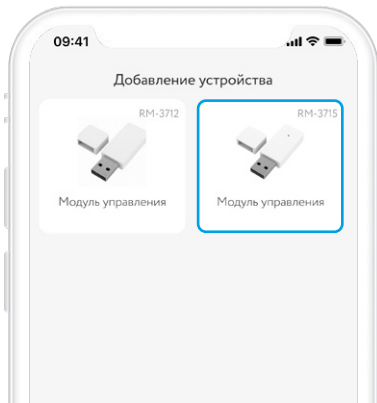 09:41
Добавление устройства
RM-3712
Модуль управления
RM-3715
Модуль управления